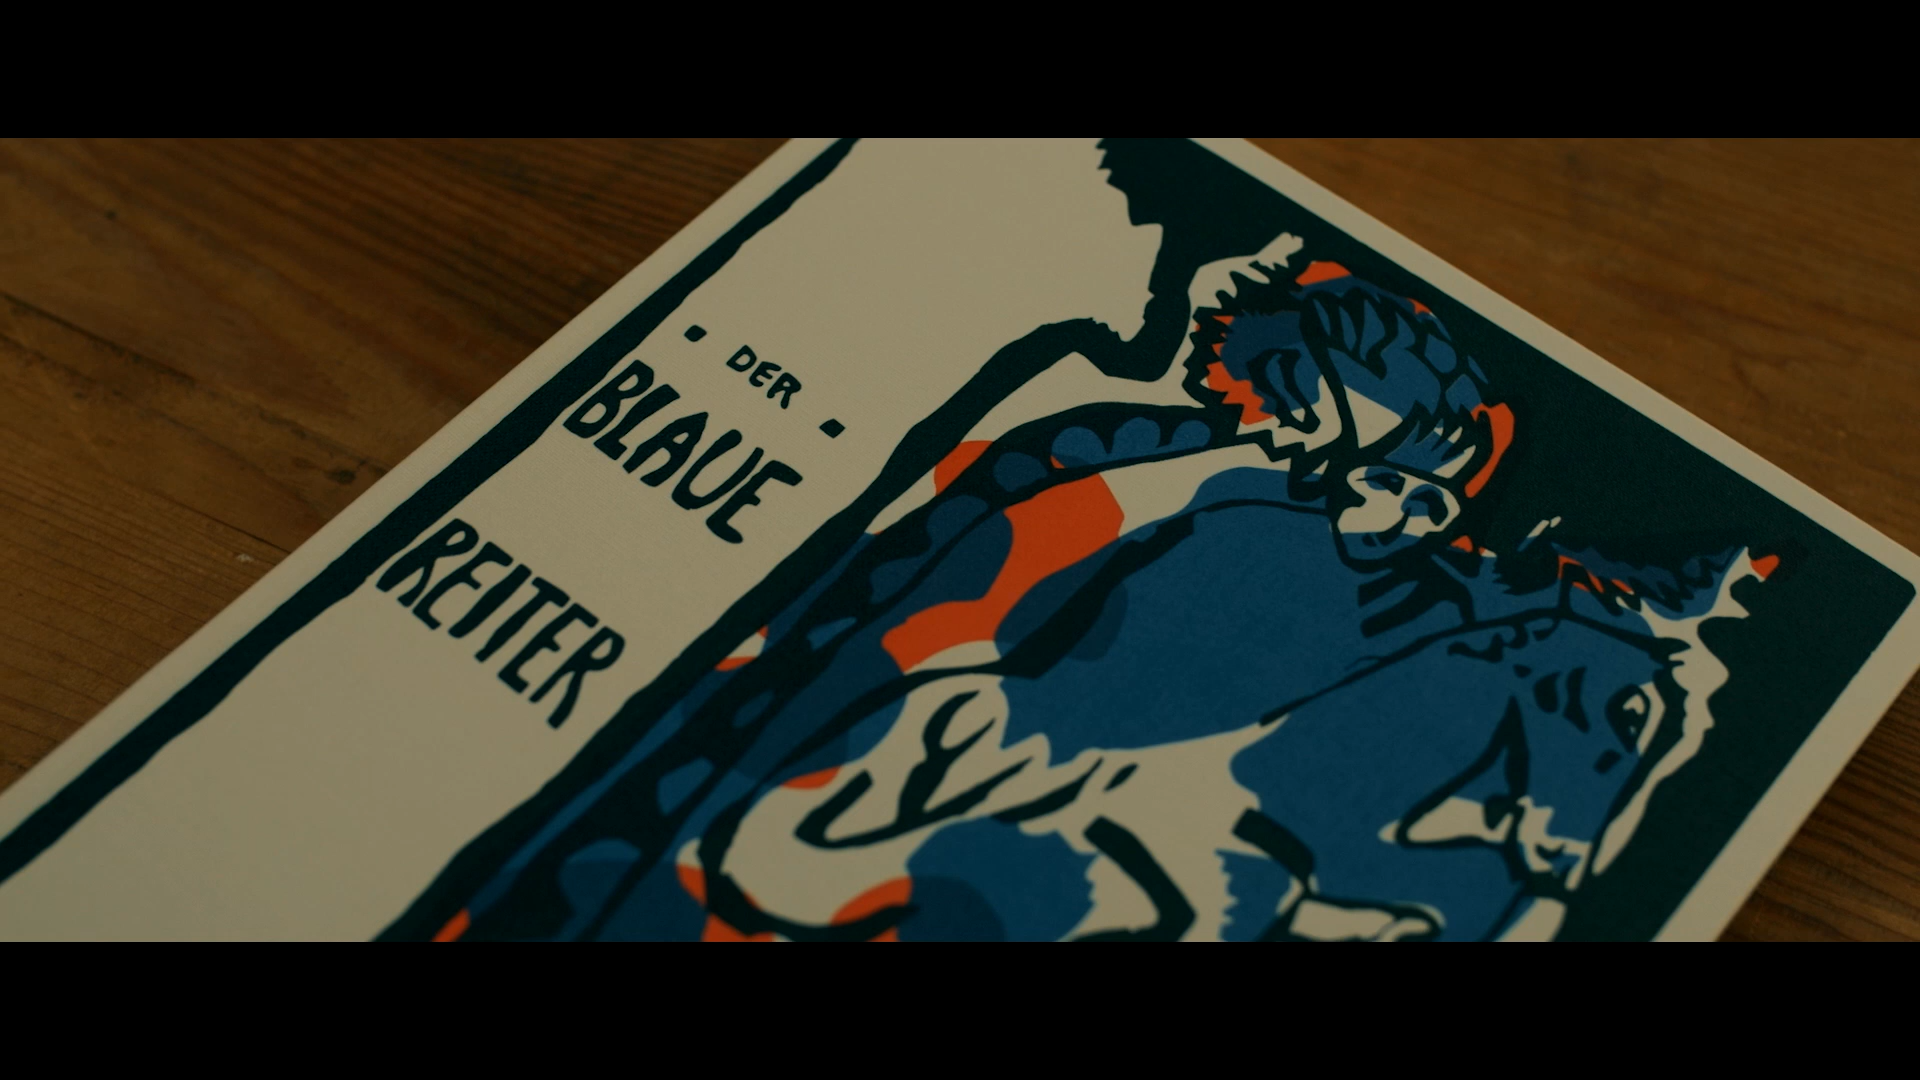 · DER ·
BLAUE
REITER